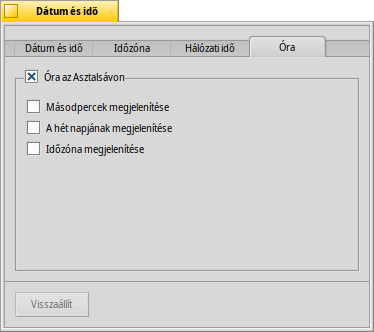 Dátum és idő
Dátum és idő Időzóna Hálózati idő Óra
Óra az Asztalsávon
Másodpercek megjelenítése
A hét napjának megjelenítése
Időzóna megjelenítése
Visszaállít